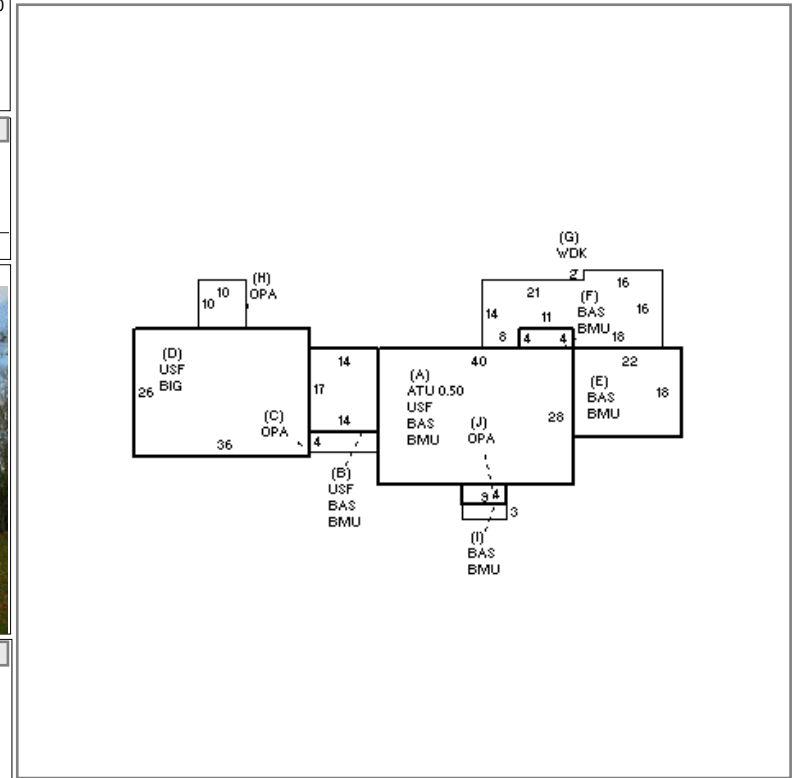 (G)
WDK
2
16
21
(F)
BAS
BMU
16
14
11
8
4
4
18
(H)
OPA
10
10
(D)
USF
BIG
26
36
(C)
OPA
14
17
14
4
(B)
USF
BAS
BMU
40
(A)
ATU 0.50
USF
BAS
BMU
28
(J)
OPA
22
(E)
BAS
BMU
18
9
4
3
(I)
BAS
BMU